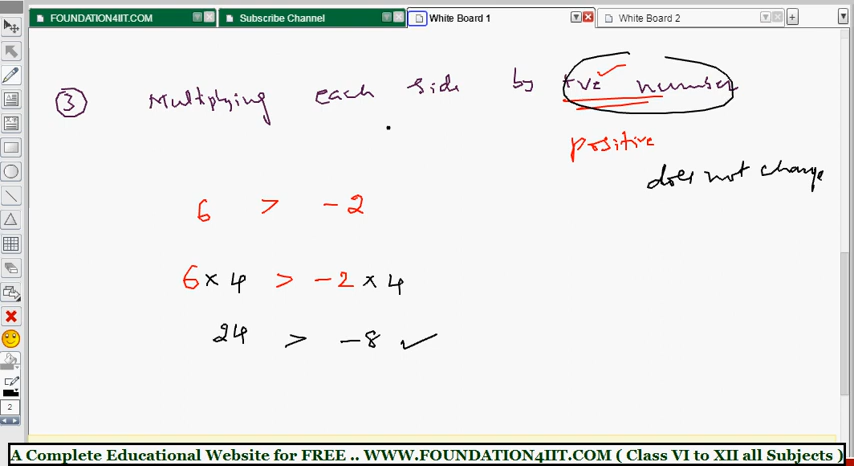 FOUNDATION4IIT.COM Subscribe Channel White Board 1 White Board 2
③ Multiplying each side by +ve number
positive
does not change
6 > -2
6 × 4 > -2 × 4
24 > -8 ✓
2
A Complete Educational Website for FREE .. WWW.FOUNDATION4IIT.COM ( Class VI to XII all Subjects )